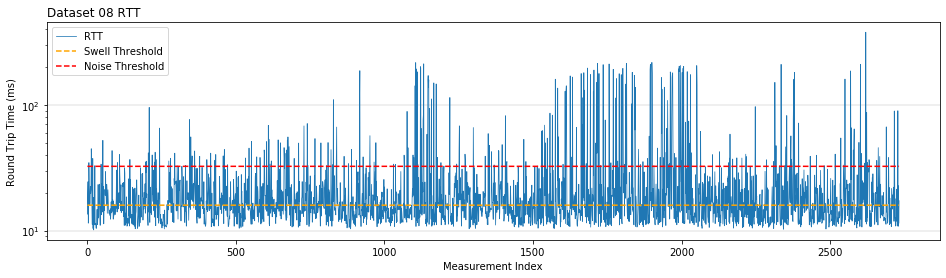 Dataset 08 RTT
RTT
Swell Threshold
Noise Threshold
Round Trip Time (ms)
10²
10¹
0
500
1000
1500
2000
2500
Measurement Index